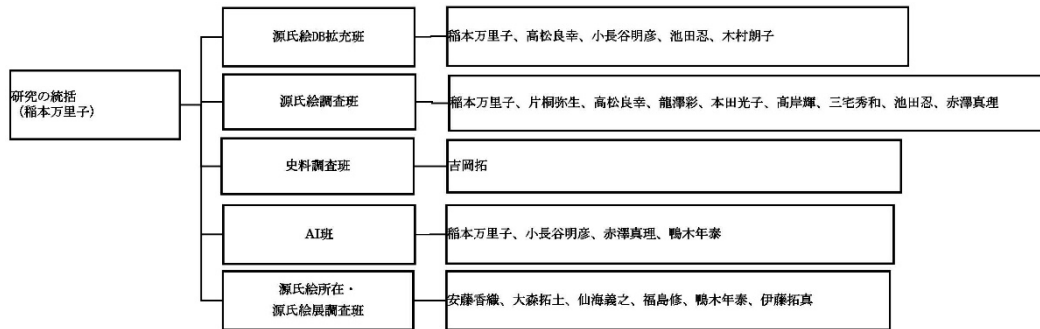 源氏絵DB拡充班
稲本万里子、高松良幸、小長谷明彦、池田忍、木村朗子
研究の統括
(稲本万里子)
源氏絵調査班
稲本万里子、片桐弥生、高松良幸、龍澤彩、本田光子、高岸輝、三宅秀和、池田忍、赤澤真理
史料調査班
吉岡拓
AI班
稲本万里子、小長谷明彦、赤澤真理、鴨木年泰
源氏絵所在・
源氏絵展調査班
安藤香織、大森拓土、仙海義之、福島修、鴨木年泰、伊藤拓真